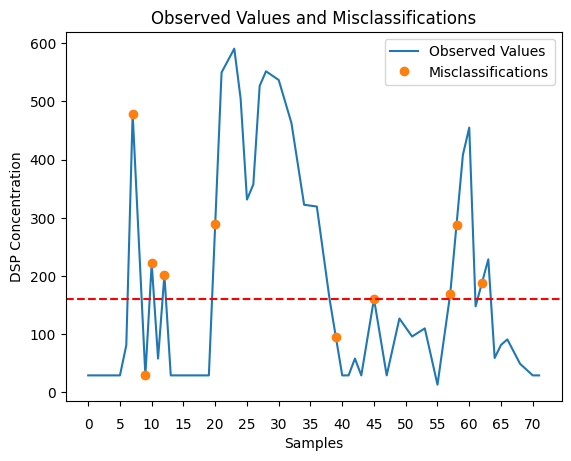 Observed Values and Misclassifications
Observed Values
Misclassifications
600
500
400
300
200
100
0
DSP Concentration
0 5 10 15 20 25 30 35 40 45 50 55 60 65 70
Samples